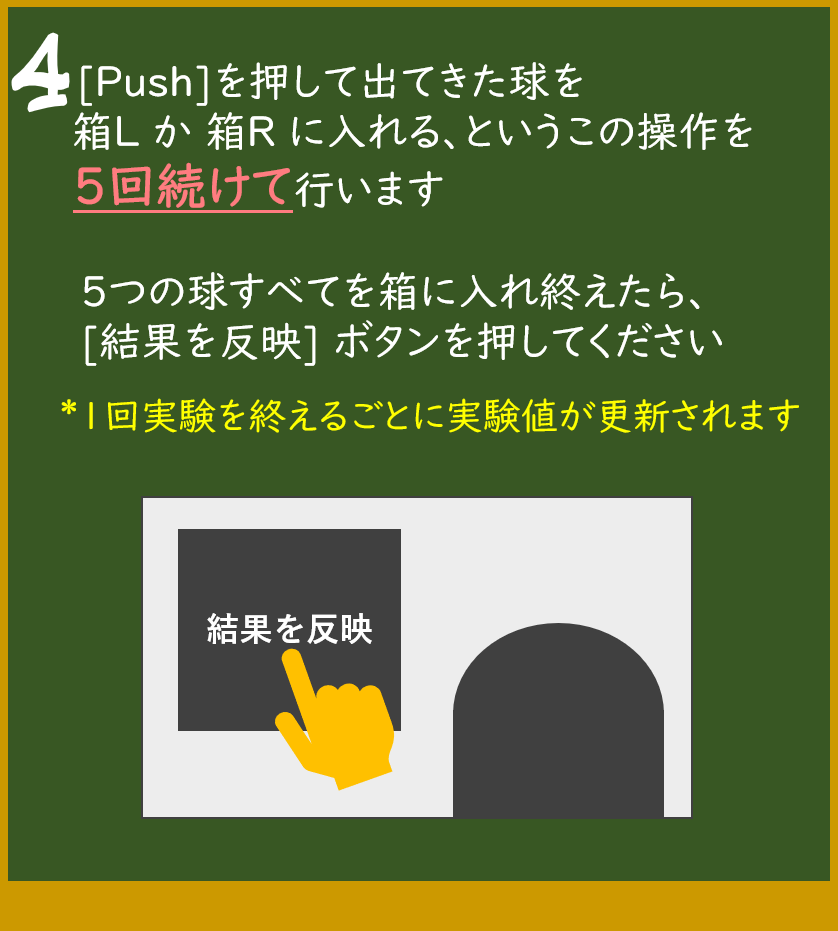 4 [Push]を押して出てきた球を
箱L か 箱R に入れる、というこの操作を
5回続けて行います
5つの球すべてを箱に入れ終えたら、
[結果を反映] ボタンを押してください
*1回実験を終えるごとに実験値が更新されます
結果を反映